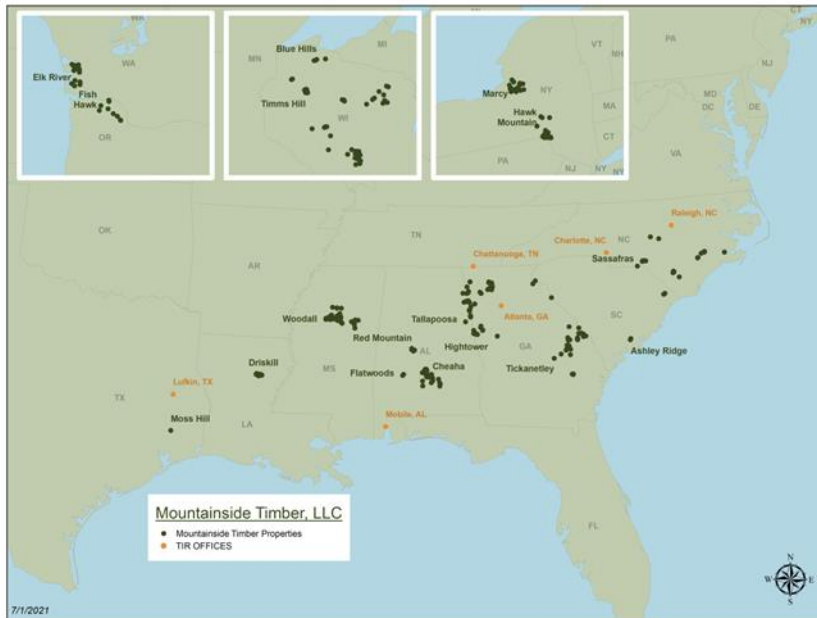 WA
WA
Elk River
Fish
Hawk
OR
Blue Hills
MN
MI
Timms Hill
WI
VT
NH
NY
Marcy
MA
Hawk
Mountain
CT
PA
NJ
NY
PA
CT
NY
NJ
MD
DE
DC
VA
OK
TN
Raleigh, NC
Charlotte, NC
NC
Sassafras
AR
Chattanooga, TN
Atlanta, GA
SC
Woodall
Tallapoosa
Red Mountain
Hightower
GA
AL
Ashley Ridge
Driskill
MS
Flatwoods
Cheaha
Tickanetley
Lufkin, TX
TX
Moss Hill
LA
Mobile, AL
FL
Mountainside Timber, LLC
Mountainside Timber Properties
TIR OFFICES
N
W
E
S
7/1/2021